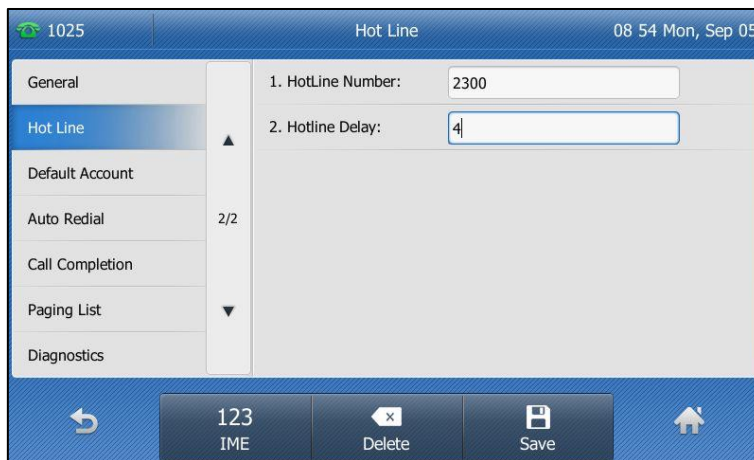 1025 Hot Line 08 54 Mon, Sep 05
General
Hot Line
Default Account
Auto Redial
Call Completion
Paging List
Diagnostics
2/2
1. HotLine Number: 2300
2. Hotline Delay: 4
123
IME
Delete
Save